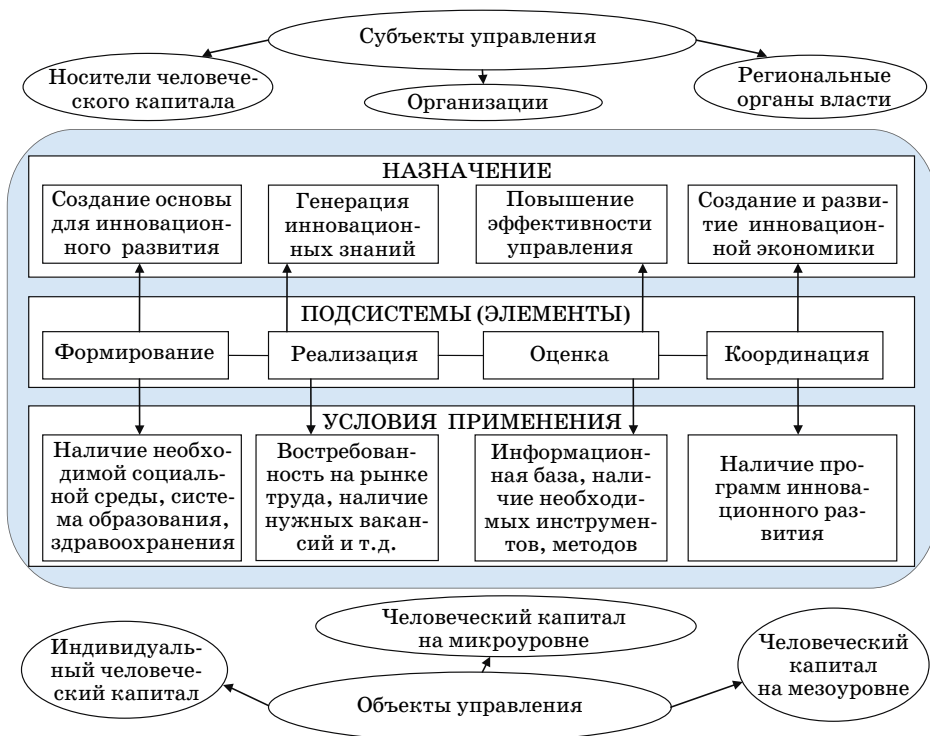 Субъекты управления
Носители человече-
ского капитала
Организации
Региональные
органы власти
НАЗНАЧЕНИЕ
Создание основы
для инновацион-
ного развития
Генерация
инновацион-
ных знаний
Повышение
эффективности
управления
Создание и разви-
тие инновацион-
ной экономики
ПОДСИСТЕМЫ (ЭЛЕМЕНТЫ)
Формирование
Реализация
Оценка
Координация
УСЛОВИЯ ПРИМЕНЕНИЯ
Наличие необхо-
димой социаль-
ной среды, систе-
ма образования,
здравоохранения
Востребован-
ность на рынке
труда, наличие
нужных вакан-
сий и т.д.
Информацион-
ная база, нали-
чие необходи-
мых инструмен-
тов, методов
Наличие про-
грамм иннова-
ционного раз-
вития
Человеческий капитал
на микроуровне
Индивидуаль-
ный человече-
ский капитал
Человеческий
капитал
на мезоуровне
Объекты управления